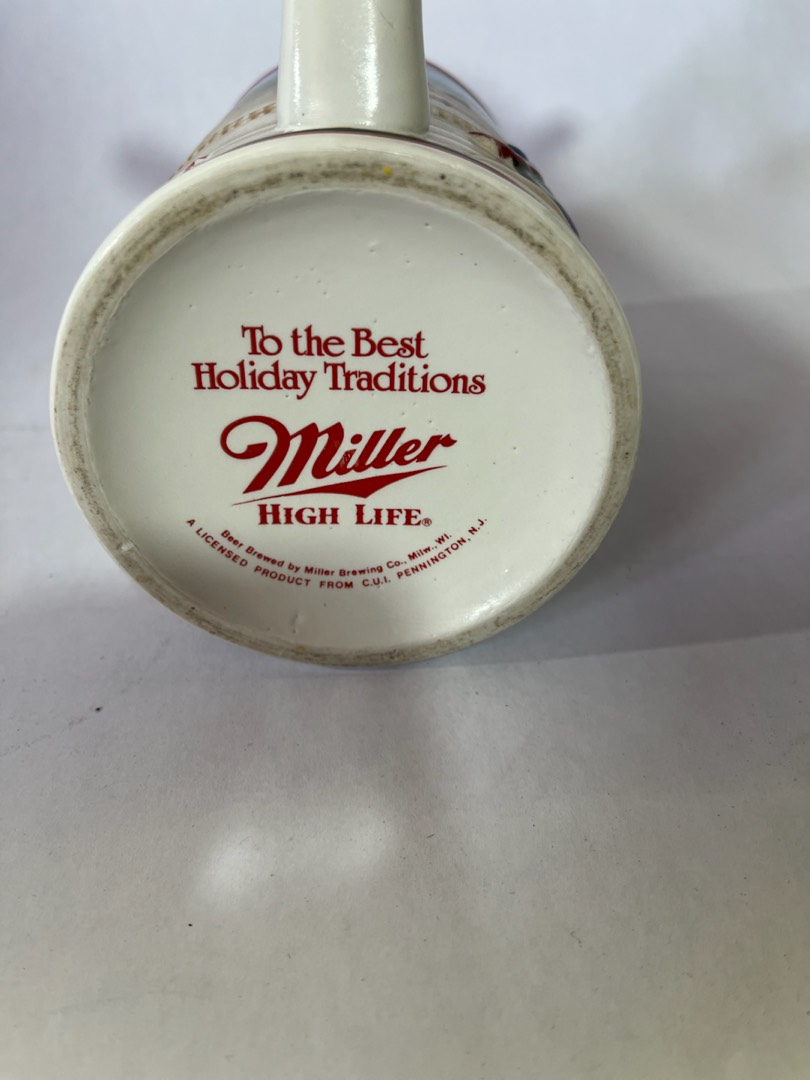 To the Best
Holiday Traditions
Miller
HIGH LIFE®
Beer Brewed by Miller Brewing Co., Milw., WI.
A LICENSED PRODUCT FROM C.U.I. PENNINGTON, N.J.